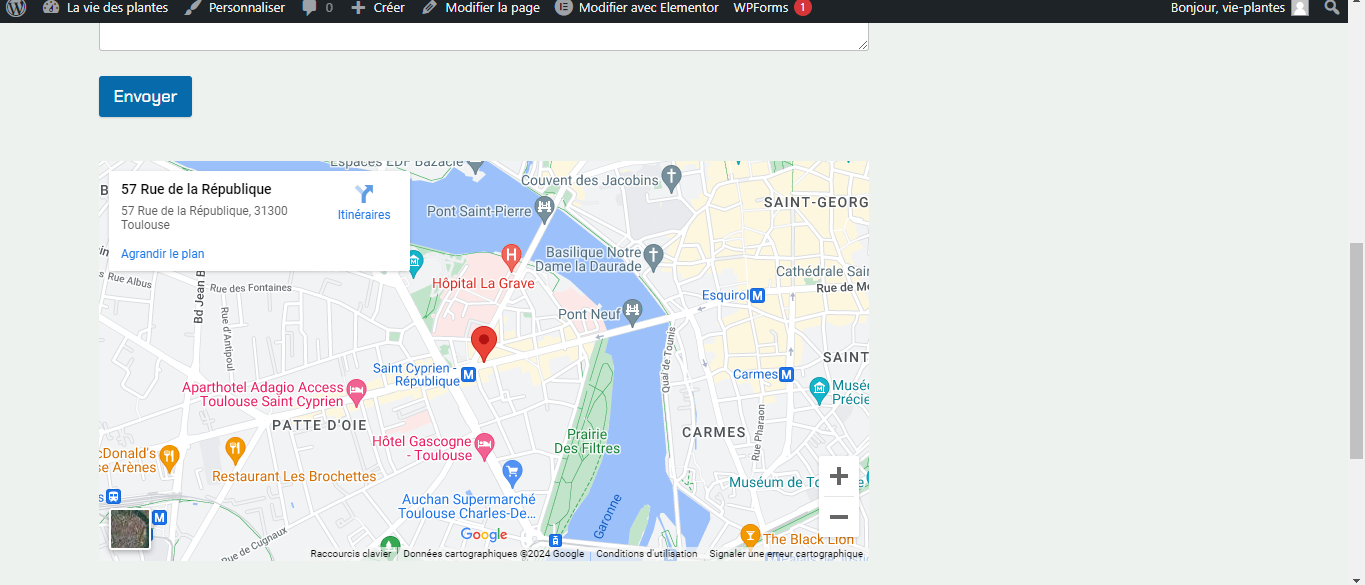 La vie des plantes Personnaliser 0 Créer Modifier la page Modifier avec Elementor WPForms 1 Bonjour, vie-plantes
Envoyer
Espaces EDF Bazacle
57 Rue de la République
57 Rue de la République, 31300
Toulouse
Itinéraires
Agrandir le plan
Couvent des Jacobins
Pont Saint-Pierre
SAINT-GEORG
Basilique Notre
Dame la Daurade
Hôpital La Grave
Cathédrale Sai
Rue de Me
Esquirol M
Rue Albus
Rue des Fontaines
Bd Jean B
Rue d'Antipoul
Pont Neuf
Quai de Tounis
SAINT
Saint Cyprien -
République M
Carmes M
Musée
Précie
Aparthotel Adagio Access
Toulouse Saint Cyprien
PATTE D'OIE
CARMES
Rue Pharaon
Hôtel Gascogne
- Toulouse
Prairie
Des Filtres
cDonald's
se Arènes
Restaurant Les Brochettes
Muséum de To
Auchan Supermarché
Toulouse Charles-De...
Garonne
M
Rue de Cugnaux
Google
The Black Lion
Raccourcis clavier Données cartographiques ©2024 Google Conditions d'utilisation Signaler une erreur cartographique